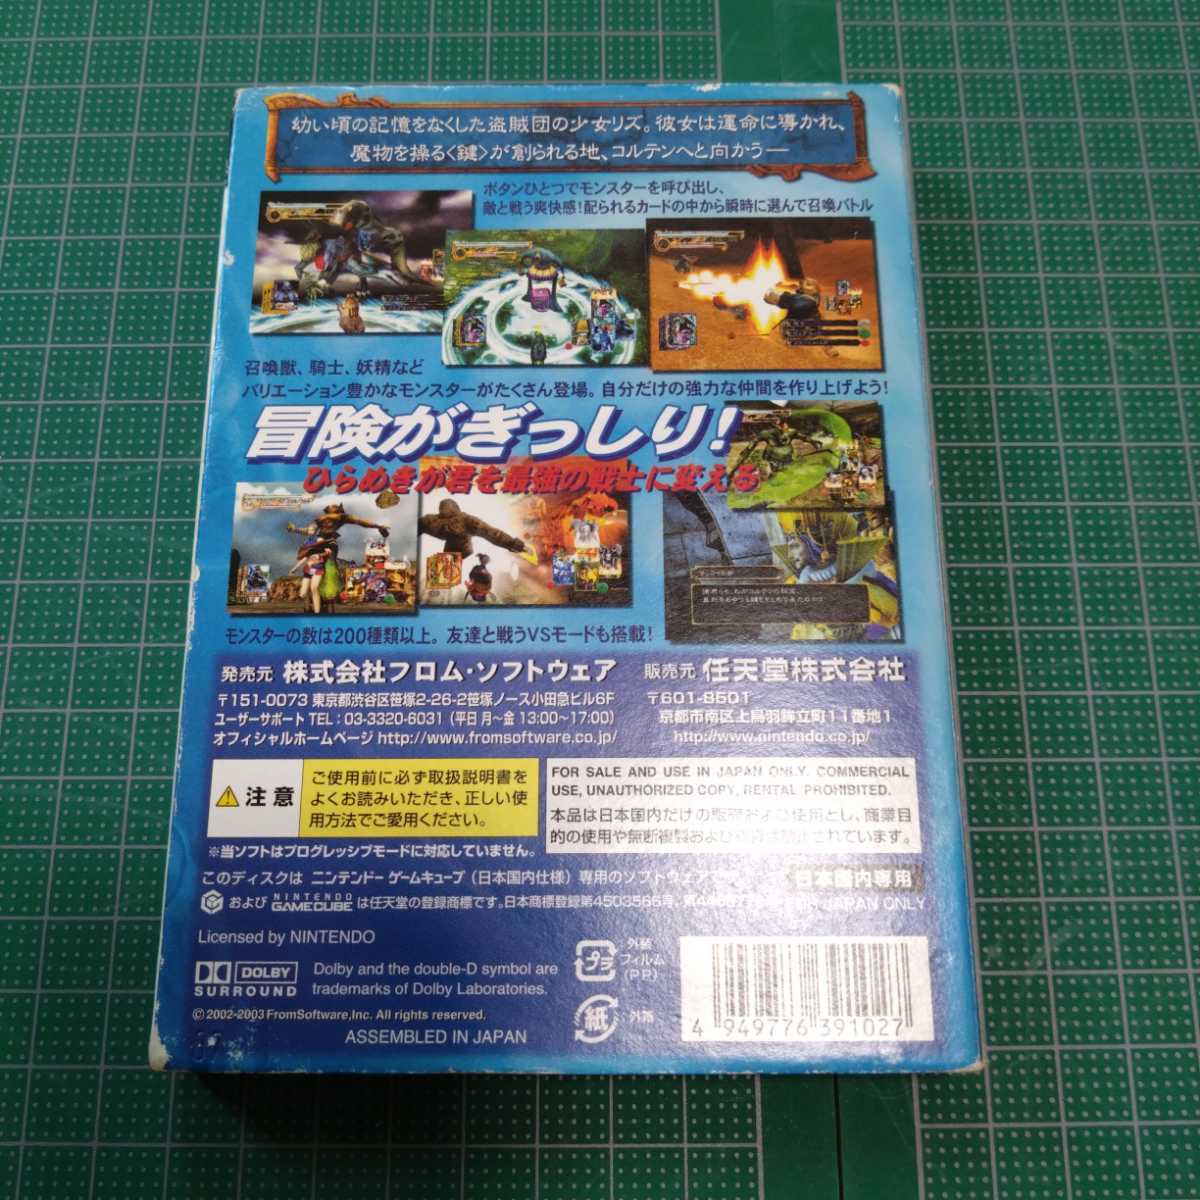 幼い頃の記憶をなくした盗賊団の少女リズ。彼女は運命に導かれ、
魔物を操る〈鍵〉が創られる地、コルテンへと向かう―
ボタンひとつでモンスターを呼び出し、
敵と戦う爽快感!配られるカードの中から瞬時に選んで召喚バトル
召喚獣、騎士、妖精など
バリエーション豊かなモンスターがたくさん登場。自分だけの強力な仲間を作り上げよう!
冒険がぎっしり!
ひらめきが君を最強の戦士に変える
モンスターの数は200種類以上。友達と戦うVSモードも搭載!
発売元 株式会社フロム・ソフトウェア
〒151-0073 東京都渋谷区笹塚2-26-2笹塚ノース小田急ビル6F
ユーザーサポート TEL:03-3320-6031 (平日 月〜金 13:00〜17:00)
オフィシャルホームページ http://www.fromsoftware.co.jp/
販売元 任天堂株式会社
〒601-8501
京都市南区上鳥羽鉾立町11番地1
http://www.nintendo.co.jp/
注意
ご使用前に必ず取扱説明書を
よくお読みいただき、正しい使
用方法でご愛用ください。
FOR SALE AND USE IN JAPAN ONLY. COMMERCIAL
USE, UNAUTHORIZED COPY, RENTAL PROHIBITED.
本品は日本国内だけの販売および使用とし、商業目
的の使用や無断複製および賃貸は禁止されています。
※当ソフトはプログレッシブモードに対応していません。
このディスクは ニンテンドー ゲームキューブ (日本国内仕様) 専用のソフトウェアです。
日本国内専用
および NINTENDO GAMECUBE は任天堂の登録商標です。日本商標登録第4503566号、
FOR JAPAN ONLY
Licensed by NINTENDO
DOLBY
SURROUND
Dolby and the double-D symbol are
trademarks of Dolby Laboratories.
©2002-2003 FromSoftware,Inc. All rights reserved.
ASSEMBLED IN JAPAN
プラ
外装
フィルム
(PP)
紙
外箱
4 949776 391027